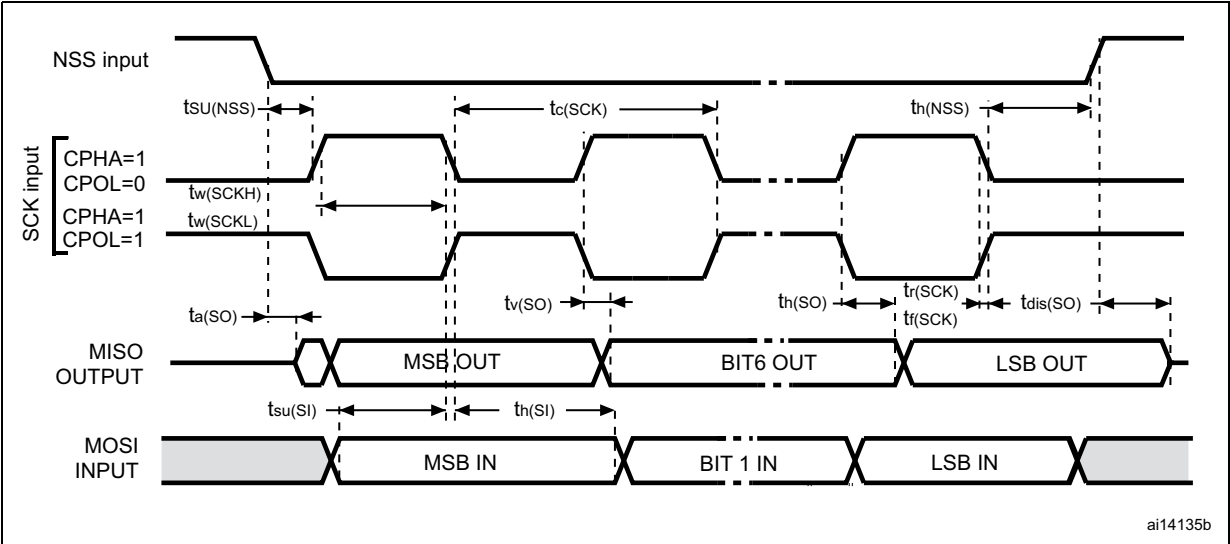 NSS input
tSU(NSS)
tc(SCK)
th(NSS)
SCK input
CPHA=1
CPOL=0
tw(SCKH)
CPHA=1
tw(SCKL)
CPOL=1
ta(SO)
tv(SO)
th(SO)
tr(SCK)
tf(SCK)
tdis(SO)
MISO
OUTPUT
MSB OUT
BIT6 OUT
LSB OUT
tsu(SI)
th(SI)
MOSI
INPUT
MSB IN
BIT 1 IN
LSB IN
ai14135b